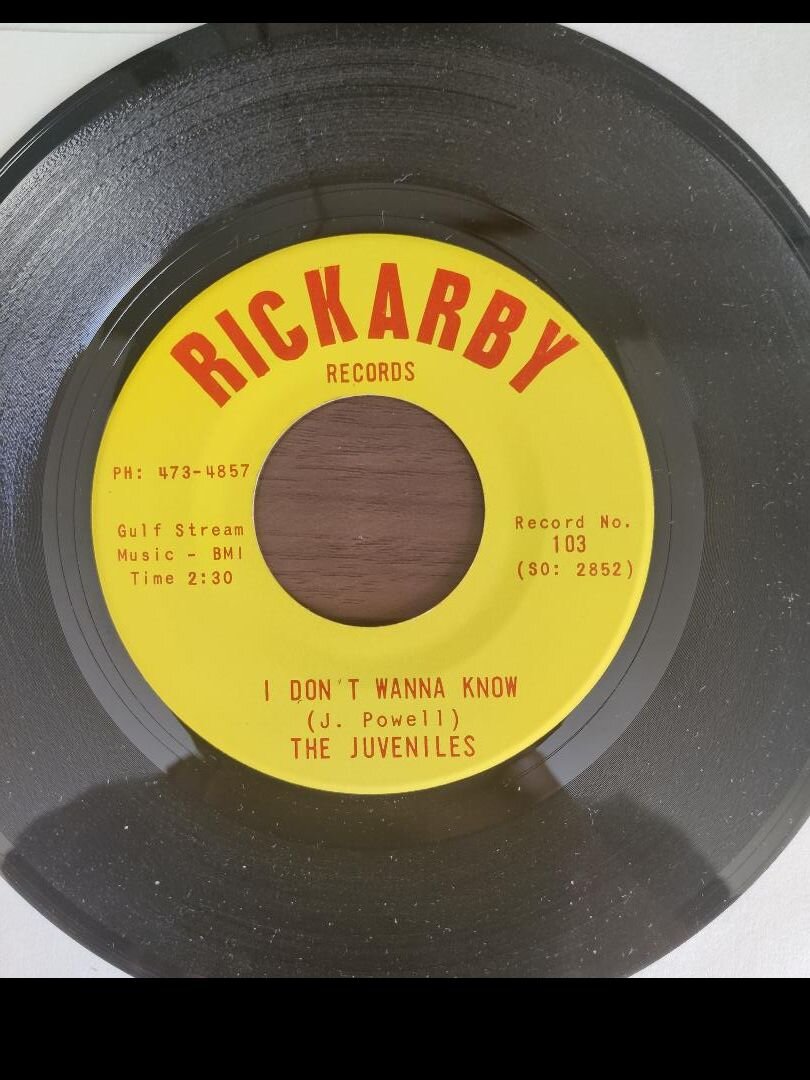 RICKARBY
RECORDS
PH: 473-4857
Gulf Stream
Music - BMI
Time 2:30
Record No.
103
(SO: 2852)
I DON'T WANNA KNOW
(J. Powell)
THE JUVENILES